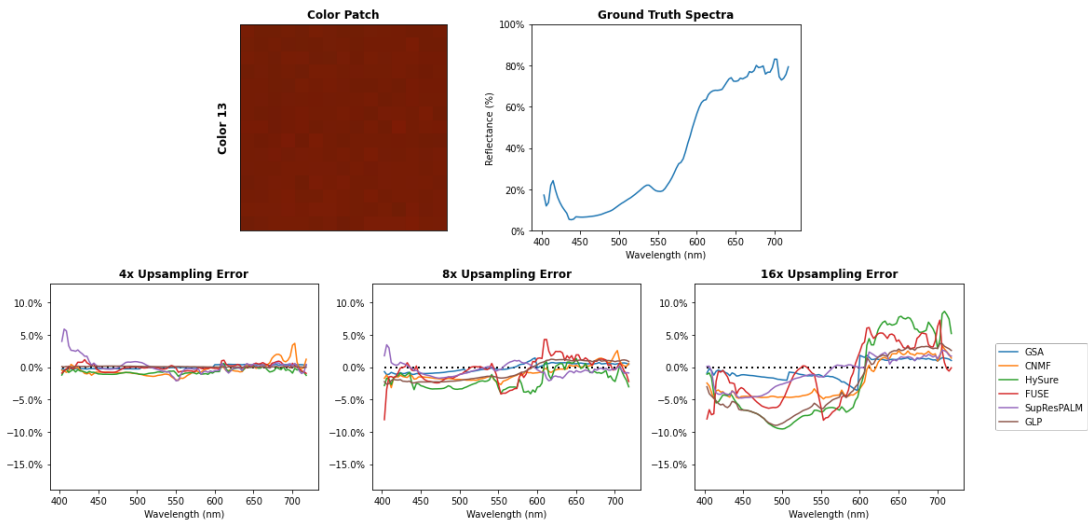 Color Patch
Color 13
Ground Truth Spectra
100%
80%
60%
40%
20%
0%
Reflectance (%)
400 450 500 550 600 650 700
Wavelength (nm)
4x Upsampling Error
10.0%
5.0%
0.0%
−5.0%
−10.0%
−15.0%
400 450 500 550 600 650 700
Wavelength (nm)
8x Upsampling Error
10.0%
5.0%
0.0%
−5.0%
−10.0%
−15.0%
400 450 500 550 600 650 700
Wavelength (nm)
16x Upsampling Error
10.0%
5.0%
0.0%
−5.0%
−10.0%
−15.0%
400 450 500 550 600 650 700
Wavelength (nm)
GSA
CNMF
HySure
FUSE
SupResPALM
GLP